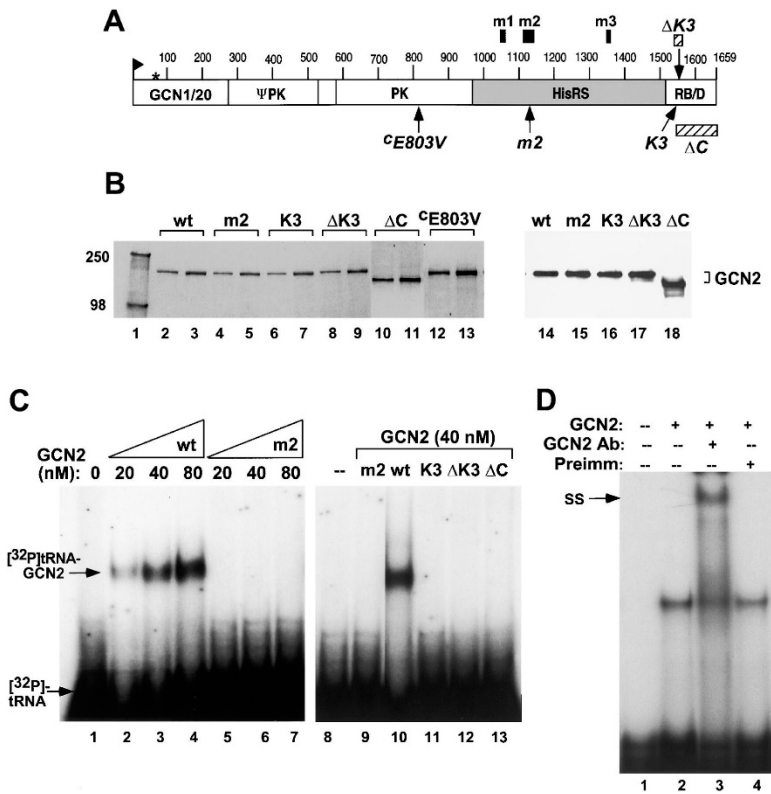 A
m1 m2 m3 ΔK3
100 200 300 400 500 600 700 800 900 1000 1100 1200 1300 1400 1500 1600 1659
*
GCN1/20 ΨPK PK HisRS RB/D
cE803V m2 K3 ΔC
B
wt m2 K3 ΔK3 ΔC cE803V wt m2 K3 ΔK3 ΔC
250
98
GCN2
1 2 3 4 5 6 7 8 9 10 11 12 13 14 15 16 17 18
C
wt m2 GCN2 (40 nM)
GCN2
(nM): 0 20 40 80 20 40 80 -- m2 wt K3 ΔK3 ΔC
[32P]tRNA-
GCN2
[32P]-
tRNA
1 2 3 4 5 6 7 8 9 10 11 12 13
D
GCN2: -- + + +
GCN2 Ab: -- -- + --
Preimm: -- -- -- +
SS
1 2 3 4